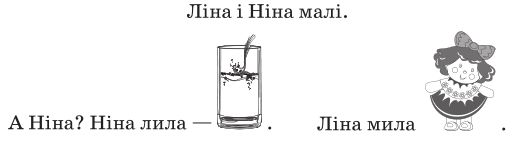 Ліна і Ніна малі.
А Ніна? Ніна лила — . Ліна мила .